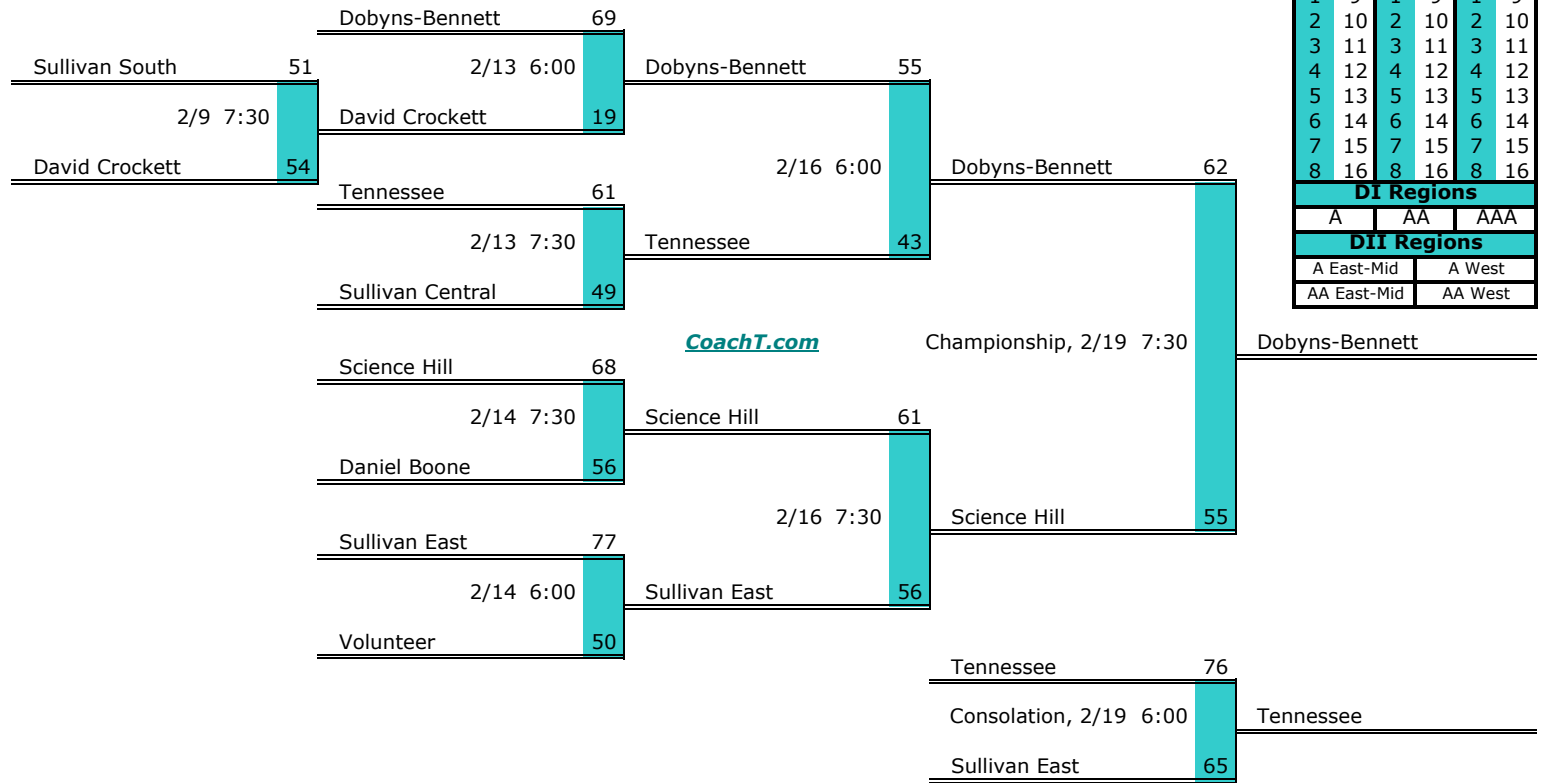 1 9 1 9 1 9
Dobyns-Bennett 69
2 10 2 10 2 10
3 11 3 11 3 11
Sullivan South 51 2/13 6:00 Dobyns-Bennett 55
4 12 4 12 4 12
5 13 5 13 5 13
2/9 7:30 David Crockett 19
6 14 6 14 6 14
7 15 7 15 7 15
David Crockett 54 2/16 6:00 Dobyns-Bennett 62
8 16 8 16 8 16
Tennessee 61
DI Regions
A AA AAA
2/13 7:30 Tennessee 43
DII Regions
A East-Mid A West
Sullivan Central 49
AA East-Mid AA West
CoachT.com Championship, 2/19 7:30 Dobyns-Bennett
Science Hill 68
2/14 7:30 Science Hill 61
Daniel Boone 56
2/16 7:30 Science Hill 55
Sullivan East 77
2/14 6:00 Sullivan East 56
Volunteer 50
Tennessee 76
Consolation, 2/19 6:00 Tennessee
Sullivan East 65